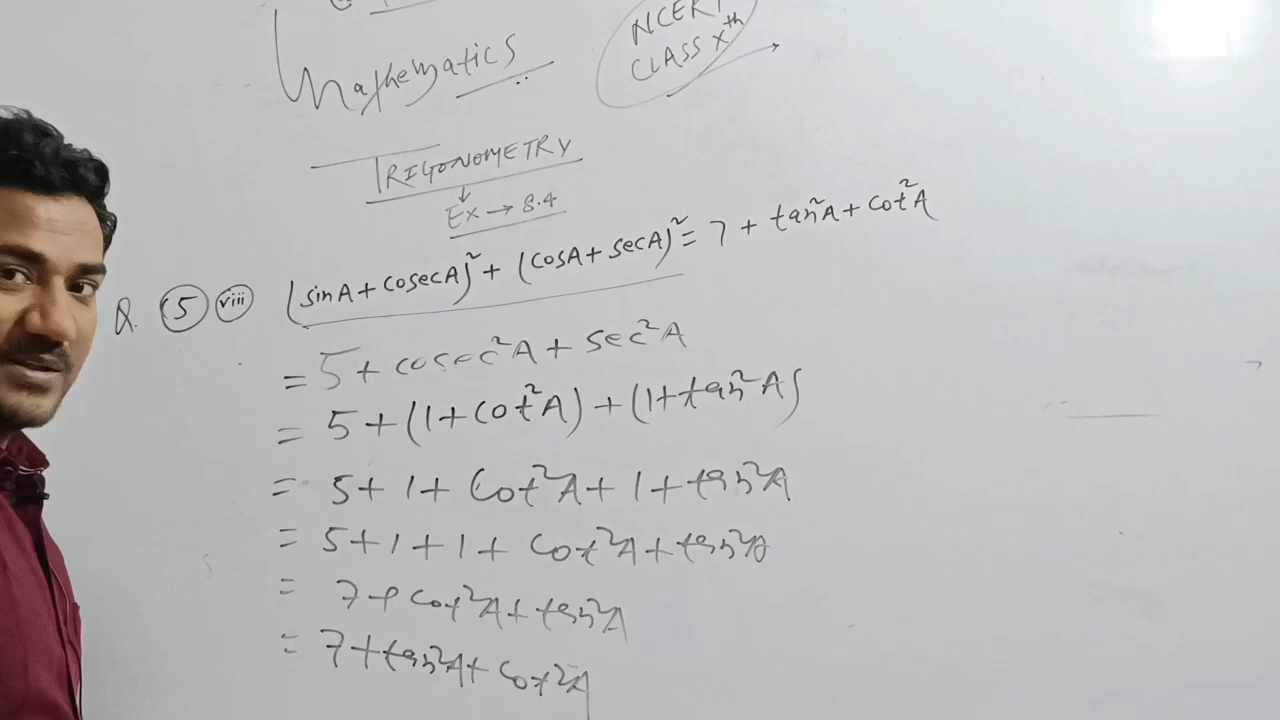 Mathematics
NCERT
CLASS Xth
TRIGONOMETRY
↓
Ex → 8.4
Q. (5) (viii) (sinA + cosecA)² + (cosA + secA)² = 7 + tan²A + cot²A
= 5 + cosec²A + sec²A
= 5 + (1 + cot²A) + (1 + tan²A)
= 5 + 1 + cot²A + 1 + tan²A
= 5 + 1 + 1 + cot²A + tan²A
= 7 + cot²A + tan²A
= 7 + tan²A + cot²A